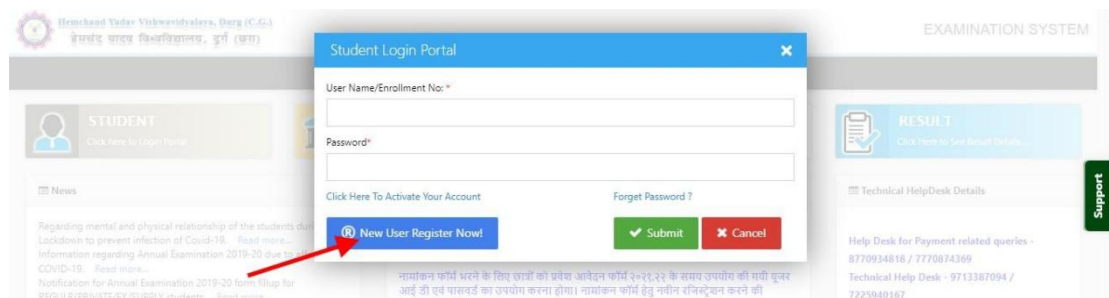 Hemchand Yadav Vishwavidyalaya, Durg (C.G.)
हेमचंद यादव विश्वविद्यालय, दुर्ग (छग)
EXAMINATION SYSTEM
Student Login Portal
User Name/Enrollment No: *
Password*
Click Here To Activate Your Account
Forget Password ?
® New User Register Now!
Submit
Cancel
STUDENT
Click Here to Login Portal
RESULT
Click Here to See Result Details....
Support
News
Regarding mental and physical relationship of the students
Lockdown to prevent infection of Covid-19. Read more...
Information regarding Annual Examination 2019-20 due to
COVID-19. Read more...
Notification for Annual Examination 2019-20 form fillup for
REGULR/PRIVATE/EX/SUPPLY students. Read more
नामांकन फॉर्म भरने के लिए छात्रों को प्रवेश आवेदन फॉर्म २०२१.२२ के समय उपयोग की गयी यूजर
आई डी एवं पासवर्ड का उपयोग करना होगा। नामांकन फॉर्म हेतु नवीन रजिस्ट्रेशन करने की
Technical HelpDesk Details
Help Desk for Payment related queries -
8770934818 / 7770874369
Technical Help Desk - 9713387094 /
7225940167